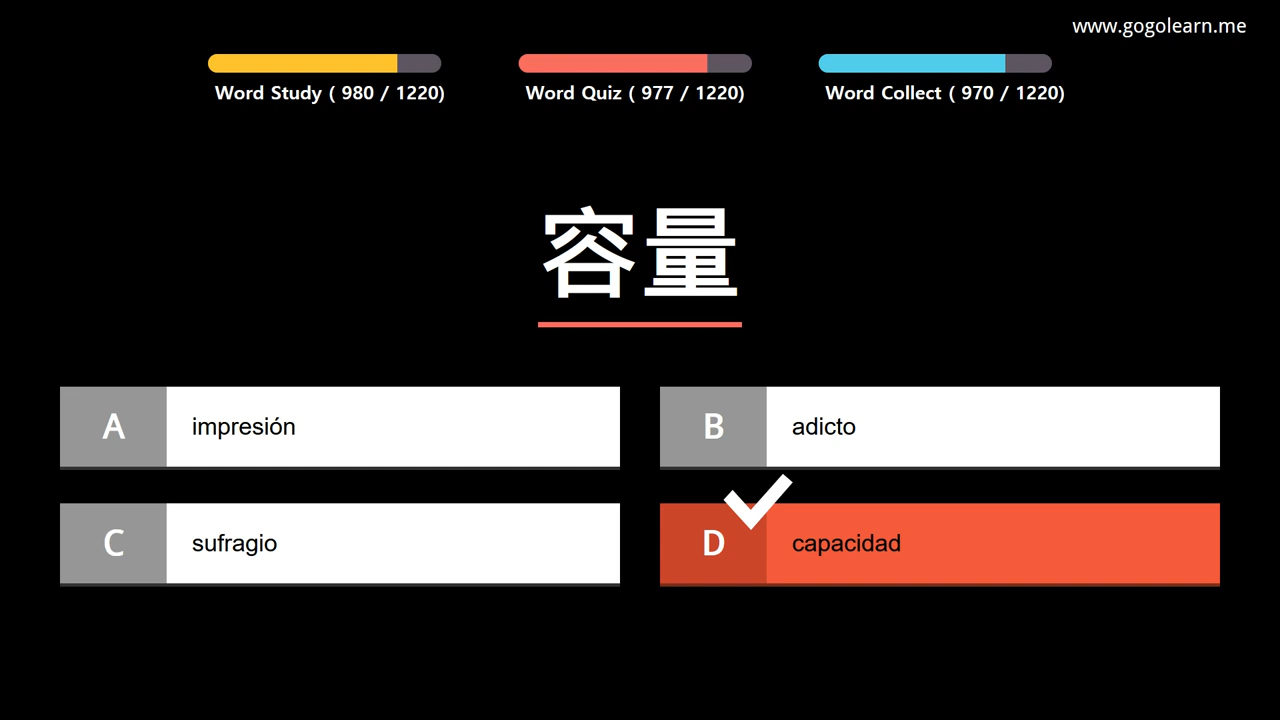 www.gogolearn.me
Word Study ( 980 / 1220)
Word Quiz ( 977 / 1220)
Word Collect ( 970 / 1220)
容量
A impresión
B adicto
C sufragio
D capacidad